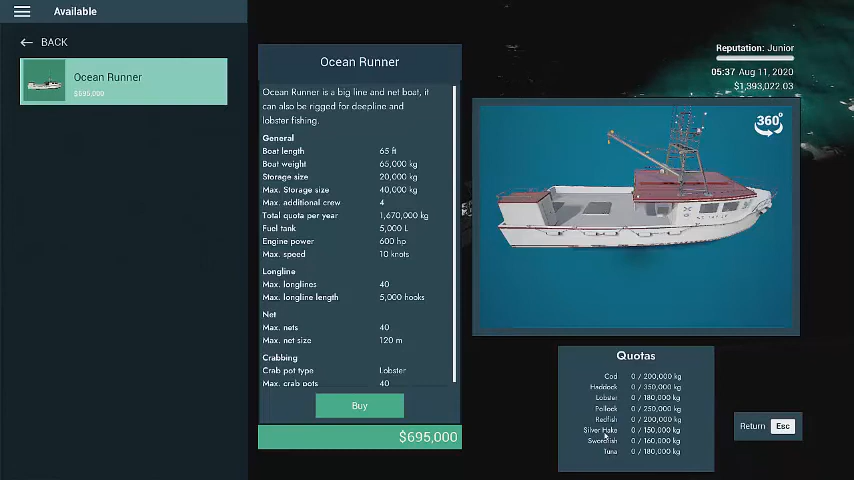 Available
BACK
Ocean Runner
$695,000
Ocean Runner
Ocean Runner is a big line and net boat, it
can also be rigged for deepline and
lobster fishing.
General
Boat length 65 ft
Boat weight 65,000 kg
Storage size 20,000 kg
Max. Storage size 40,000 kg
Max. additional crew 4
Total quota per year 1,670,000 kg
Fuel tank 5,000 L
Engine power 600 hp
Max. speed 10 knots
Longline
Max. longlines 40
Max. longline length 5,000 hooks
Net
Max. nets 40
Max. net size 120 m
Crabbing
Crab pot type Lobster
Max. crab pots 40
Buy
$695,000
Reputation: Junior
05:37 Aug 11, 2020
$1,393,022.03
360°
Quotas
Cod 0 / 200,000 kg
Haddock 0 / 350,000 kg
Lobster 0 / 180,000 kg
Pollock 0 / 250,000 kg
Redfish 0 / 200,000 kg
Silver Hake 0 / 150,000 kg
Swordfish 0 / 160,000 kg
Tuna 0 / 180,000 kg
Return Esc